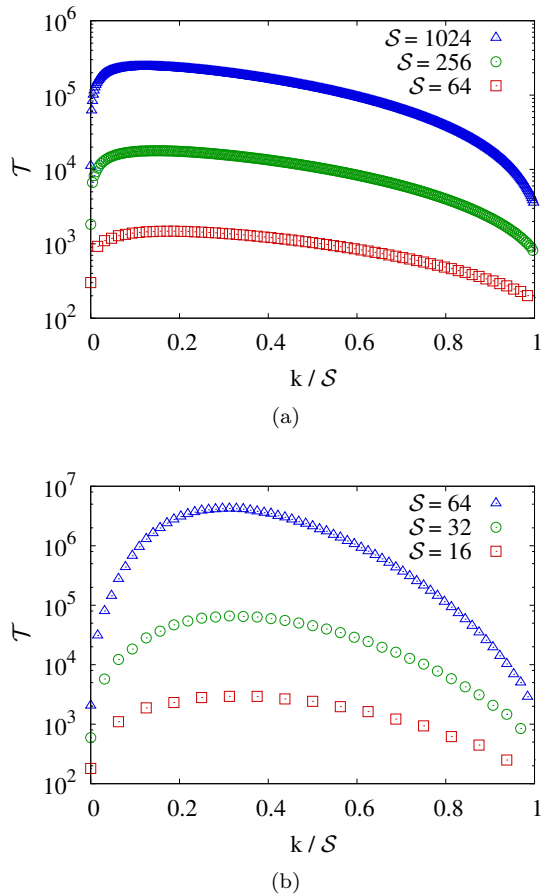 10^6
10^5
10^4
10^3
10^2
𝒯
𝒮 = 1024
𝒮 = 256
𝒮 = 64
0 0.2 0.4 0.6 0.8 1
k / 𝒮
(a)
10^7
10^6
10^5
10^4
10^3
10^2
𝒯
𝒮 = 64
𝒮 = 32
𝒮 = 16
0 0.2 0.4 0.6 0.8 1
k / 𝒮
(b)